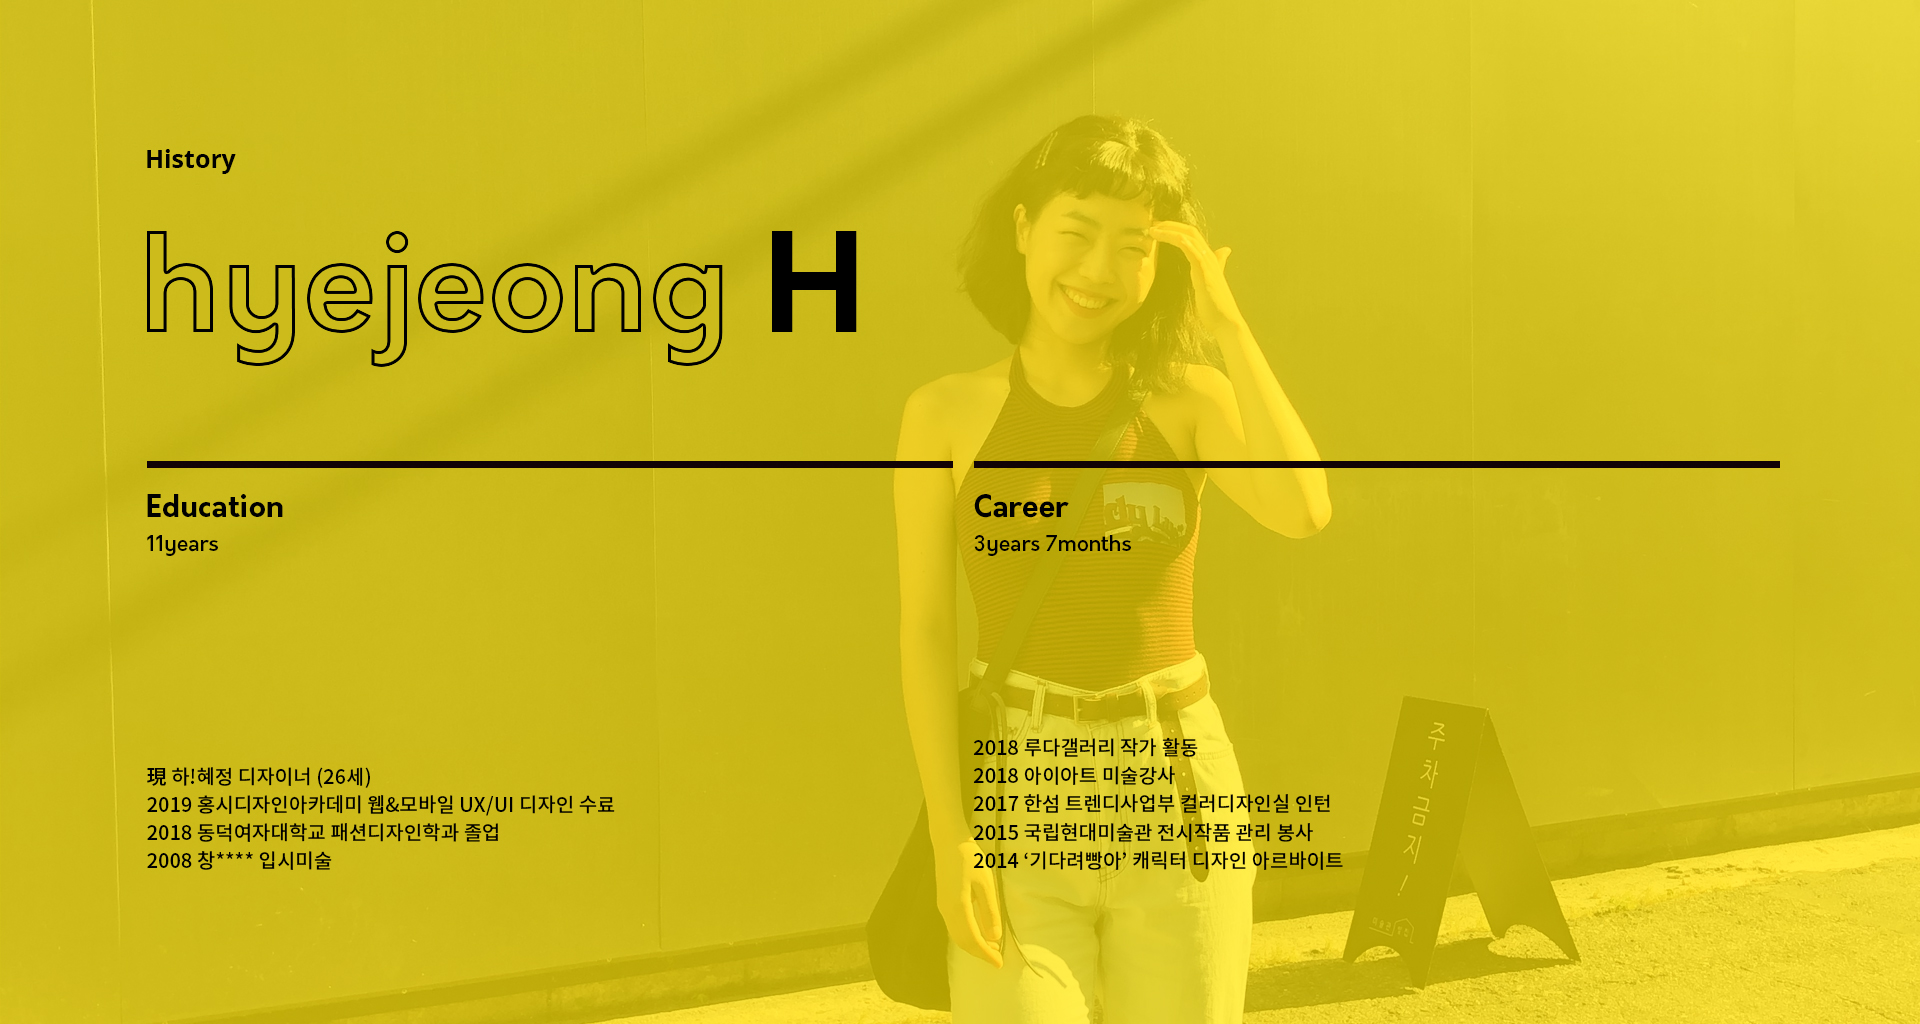 History
hyejeong H
Education
11years
現 하!혜정 디자이너 (26세)
2019 홍시디자인아카데미 웹&모바일 UX/UI 디자인 수료
2018 동덕여자대학교 패션디자인학과 졸업
2008 창**** 입시미술
Career
3years 7months
2018 루다갤러리 작가 활동
2018 아이아트 미술강사
2017 한섬 트렌디사업부 컬러디자인실 인턴
2015 국립현대미술관 전시작품 관리 봉사
2014 ‘기다려빵아’ 캐릭터 디자인 아르바이트
주차금지!